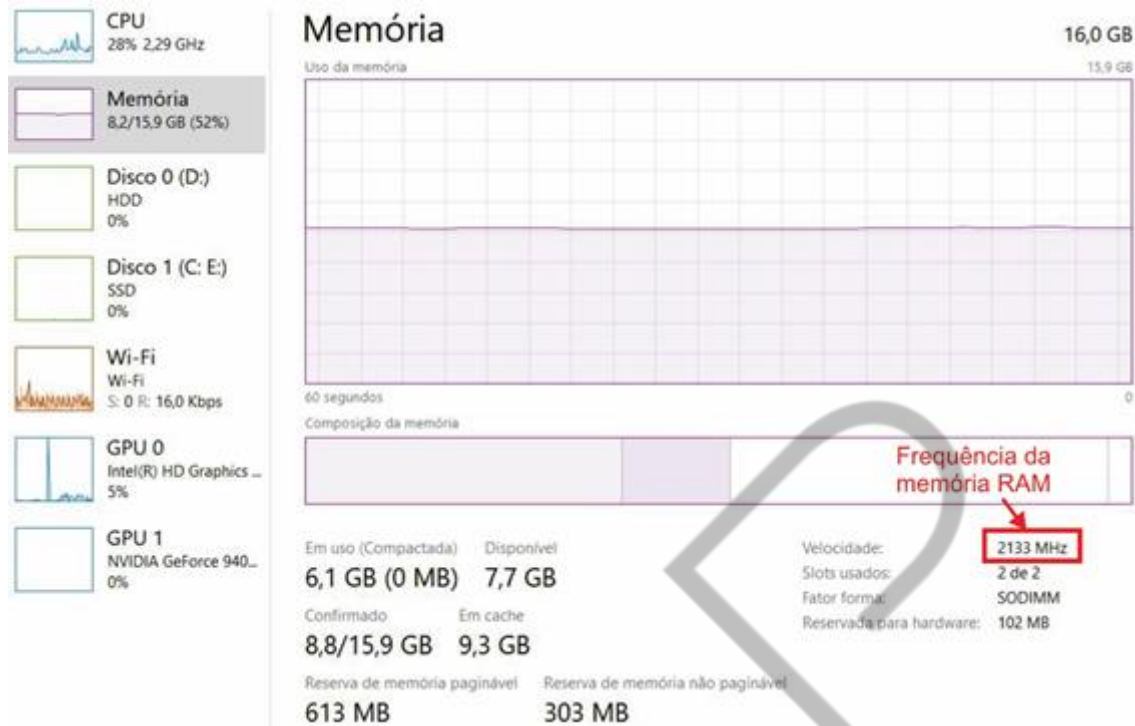 CPU
28% 2,29 GHz
Memória
8,2/15,9 GB (52%)
Disco 0 (D:)
HDD
0%
Disco 1 (C: E:)
SSD
0%
Wi-Fi
Wi-Fi
S: 0 R: 16,0 Kbps
GPU 0
Intel(R) HD Graphics ...
5%
GPU 1
NVIDIA GeForce 940...
0%
Memória 16,0 GB
Uso da memória 15,9 GB
60 segundos 0
Composição da memória
Frequência da
memória RAM
Em uso (Compactada) Disponível
6,1 GB (0 MB) 7,7 GB
Confirmado Em cache
8,8/15,9 GB 9,3 GB
Reserva de memória paginável Reserva de memória não paginável
613 MB 303 MB
Velocidade: 2133 MHz
Slots usados: 2 de 2
Fator forma: SODIMM
Reservada para hardware: 102 MB